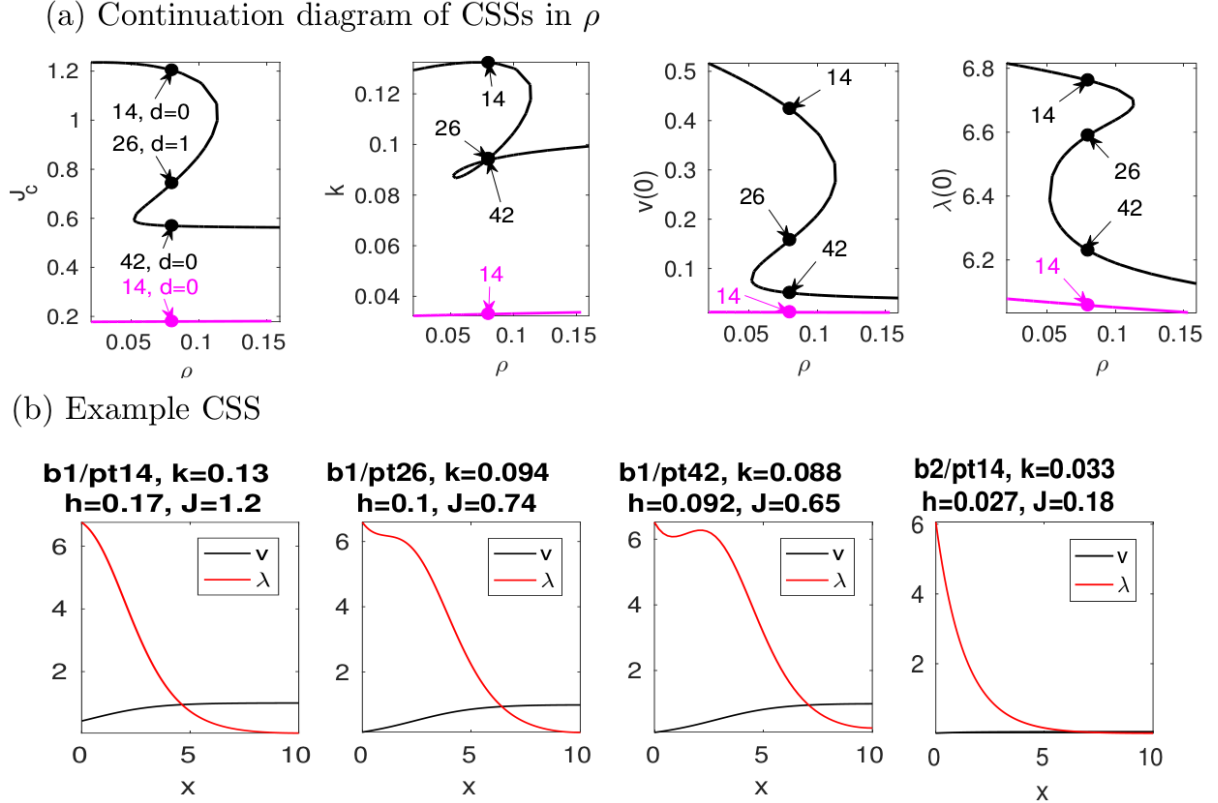 (a) Continuation diagram of CSSs in ρ
1.2
1
0.8
0.6
0.4
0.2
J_c
14, d=0
26, d=1
42, d=0
14, d=0
0.05
0.1
0.15
ρ
0.12
0.1
0.08
0.06
0.04
k
14
26
42
14
0.05
0.1
0.15
ρ
0.5
0.4
0.3
0.2
0.1
v(0)
14
26
42
14
0.05
0.1
0.15
ρ
6.8
6.6
6.4
6.2
λ(0)
14
26
42
14
0.05
0.1
0.15
ρ
(b) Example CSS
b1/pt14, k=0.13
h=0.17, J=1.2
6
4
2
v
λ
0
5
10
x
b1/pt26, k=0.094
h=0.1, J=0.74
6
4
2
v
λ
0
5
10
x
b1/pt42, k=0.088
h=0.092, J=0.65
6
4
2
v
λ
0
5
10
x
b2/pt14, k=0.033
h=0.027, J=0.18
6
4
2
v
λ
0
5
10
x